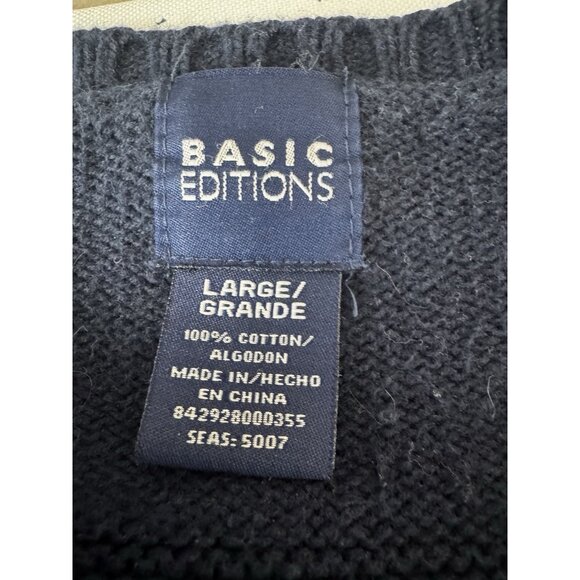 BASIC
EDITIONS
LARGE/
GRANDE
100% COTTON/
ALGODON
MADE IN/HECHO
EN CHINA
842928000355
SEAS: 5007